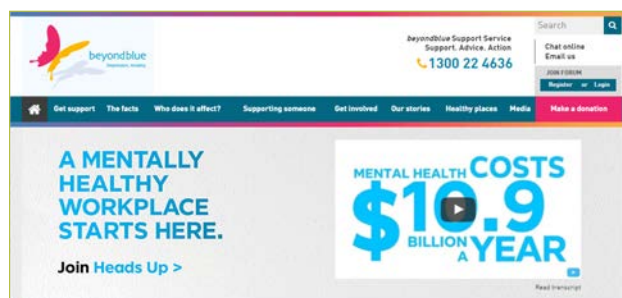 beyondblue
Depression. Anxiety.
beyondblue Support Service
Support. Advice. Action
1300 22 4636
Search
Chat online
Email us
JOIN FORUM
Register or Login
Get support The facts Who does it affect? Supporting someone Get involved Our stories Healthy places Media Make a donation
A MENTALLY
HEALTHY
WORKPLACE
STARTS HERE.
Join Heads Up >
MENTAL HEALTH COSTS
$10.9
BILLION A YEAR
Read transcript